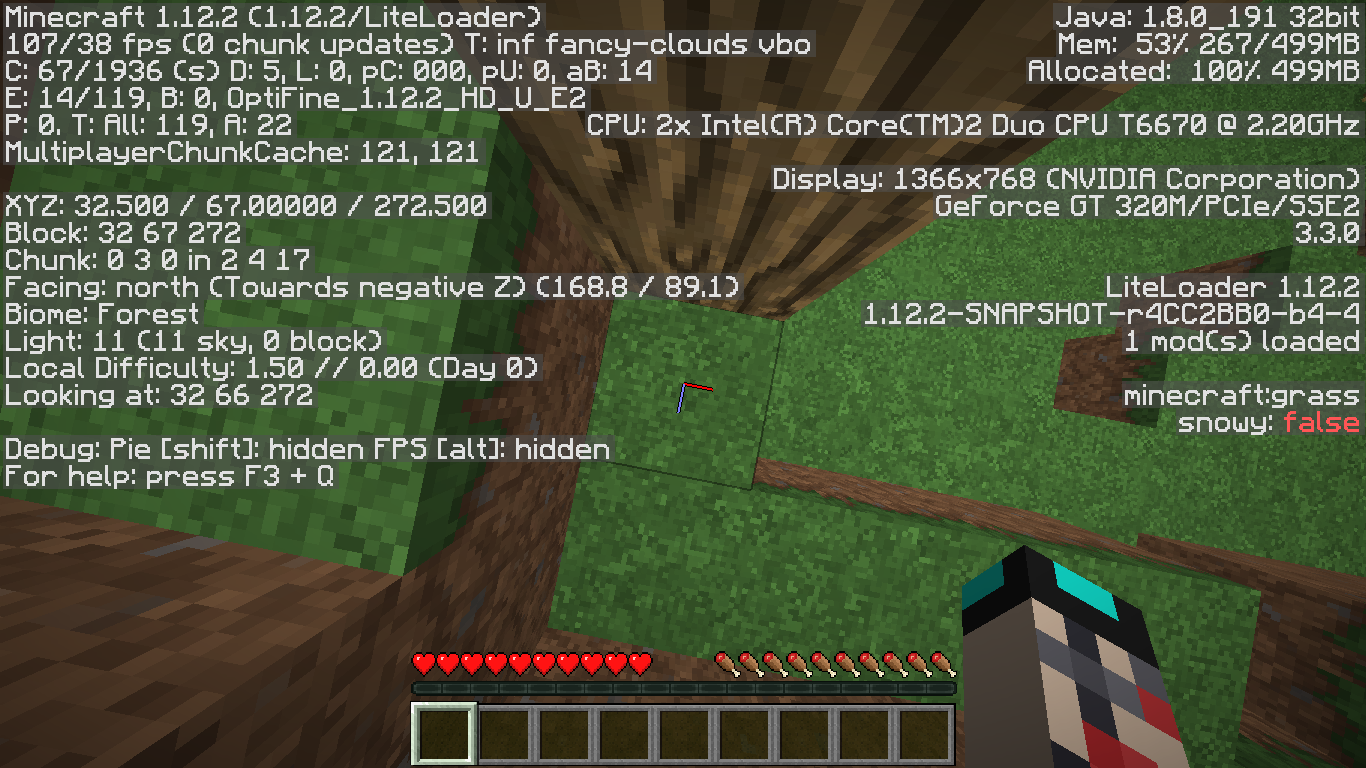 Minecraft 1.12.2 (1.12.2/LiteLoader)
107/38 fps (0 chunk updates) T: inf fancy-clouds vbo
C: 67/1936 (s) D: 5, L: 0, pC: 000, pU: 0, aB: 14
E: 14/119, B: 0, OptiFine_1.12.2_HD_U_E2
P: 0. T: All: 119, A: 22
MultiplayerChunkCache: 121, 121
XYZ: 32.500 / 67.00000 / 272.500
Block: 32 67 272
Chunk: 0 3 0 in 2 4 17
Facing: north (Towards negative Z) (168.8 / 89.1)
Biome: Forest
Light: 11 (11 sky, 0 block)
Local Difficulty: 1.50 // 0.00 (Day 0)
Looking at: 32 66 272
Debug: Pie [shift]: hidden FPS [alt]: hidden
For help: press F3 + Q
Java: 1.8.0_191 32bit
Mem: 53% 267/499MB
Allocated: 100% 499MB
CPU: 2x Intel(R) Core(TM)2 Duo CPU T6670 @ 2.20GHz
Display: 1366x768 (NVIDIA Corporation)
GeForce GT 320M/PCIe/SSE2
3.3.0
LiteLoader 1.12.2
1.12.2-SNAPSHOT-r4CC2BB0-b4-4
1 mod(s) loaded
minecraft:grass
snowy: false